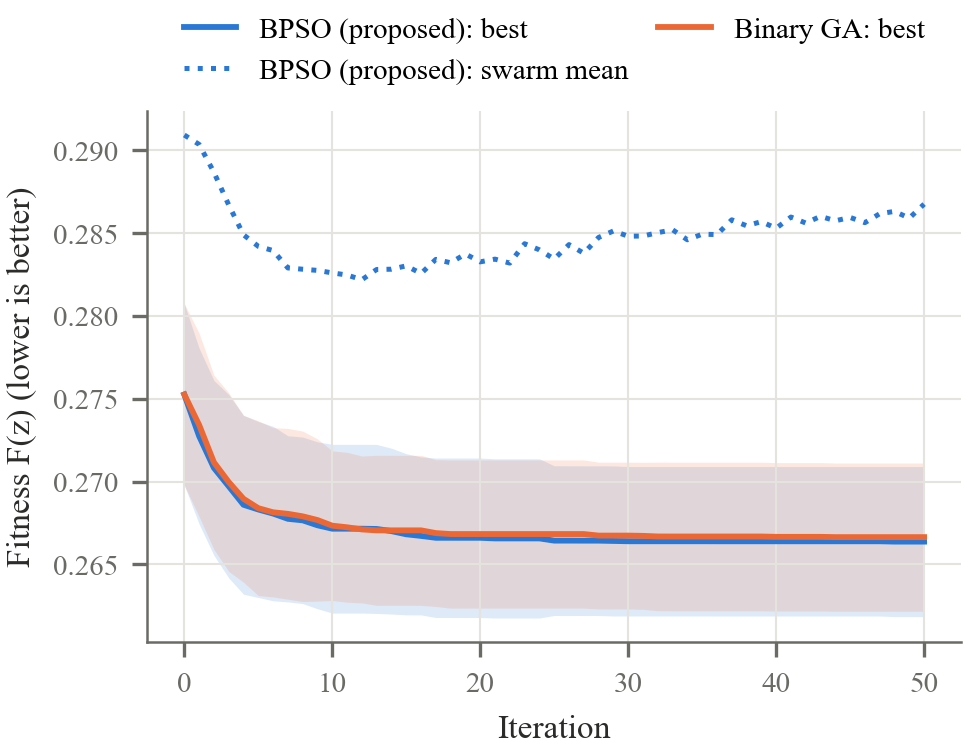 BPSO (proposed): best
Binary GA: best
BPSO (proposed): swarm mean
Fitness F(z) (lower is better)
0.290
0.285
0.280
0.275
0.270
0.265
0 10 20 30 40 50
Iteration